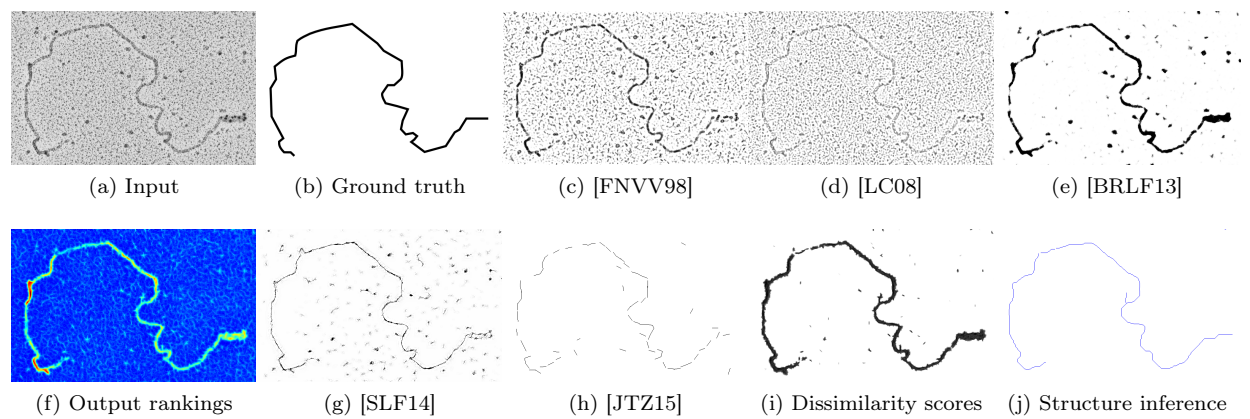 (a) Input
(b) Ground truth
(c) [FNVV98]
(d) [LC08]
(e) [BRLF13]
(f) Output rankings
(g) [SLF14]
(h) [JTZ15]
(i) Dissimilarity scores
(j) Structure inference